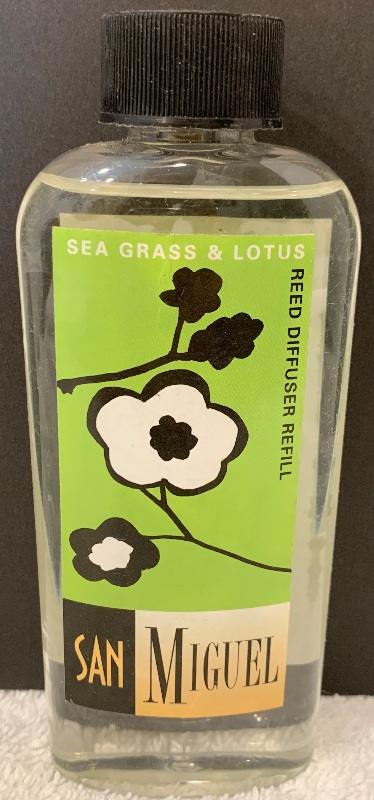 SEA GRASS & LOTUS
REED DIFFUSER REFILL
SAN MIGUEL